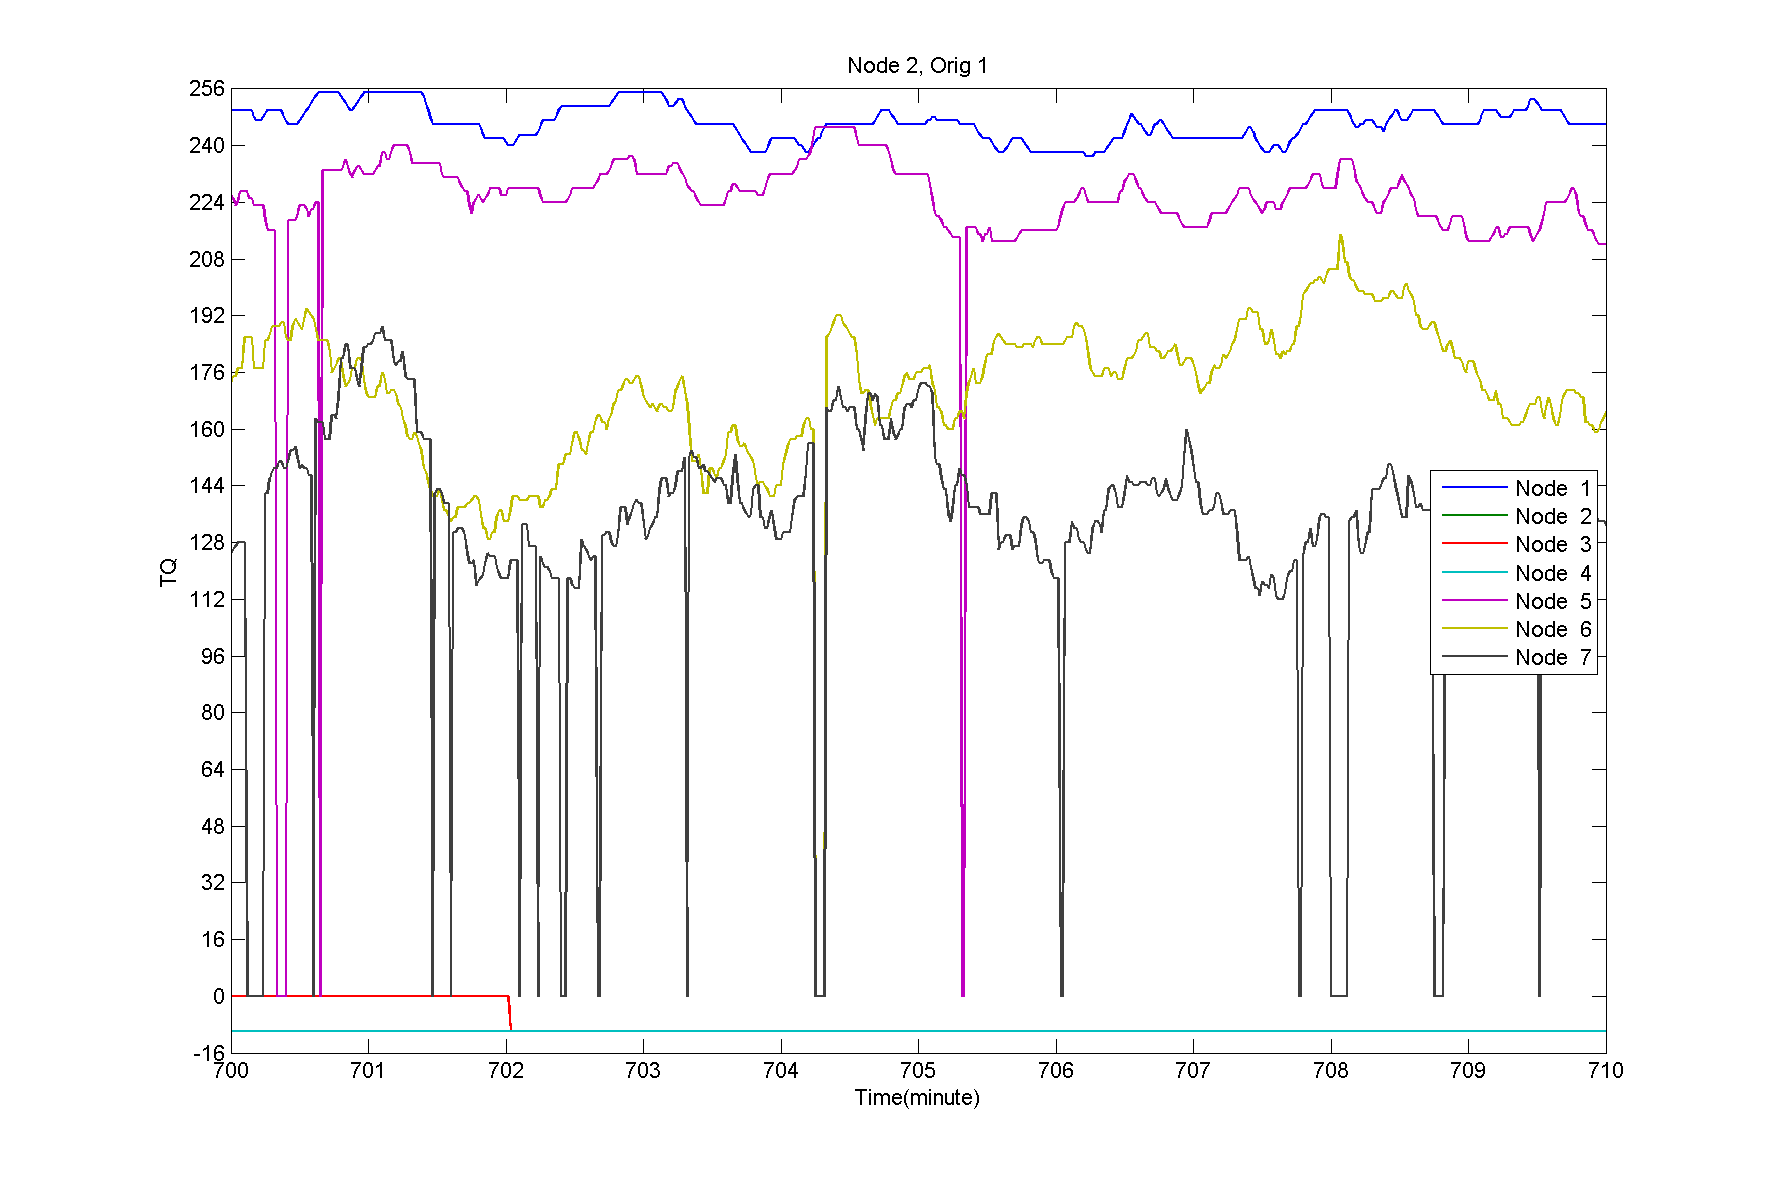 Node 2, Orig 1
256
240
224
208
192
176
160
144
128
112
96
80
64
48
32
16
0
-16
TQ
Node 1
Node 2
Node 3
Node 4
Node 5
Node 6
Node 7
700 701 702 703 704 705 706 707 708 709 710
Time(minute)